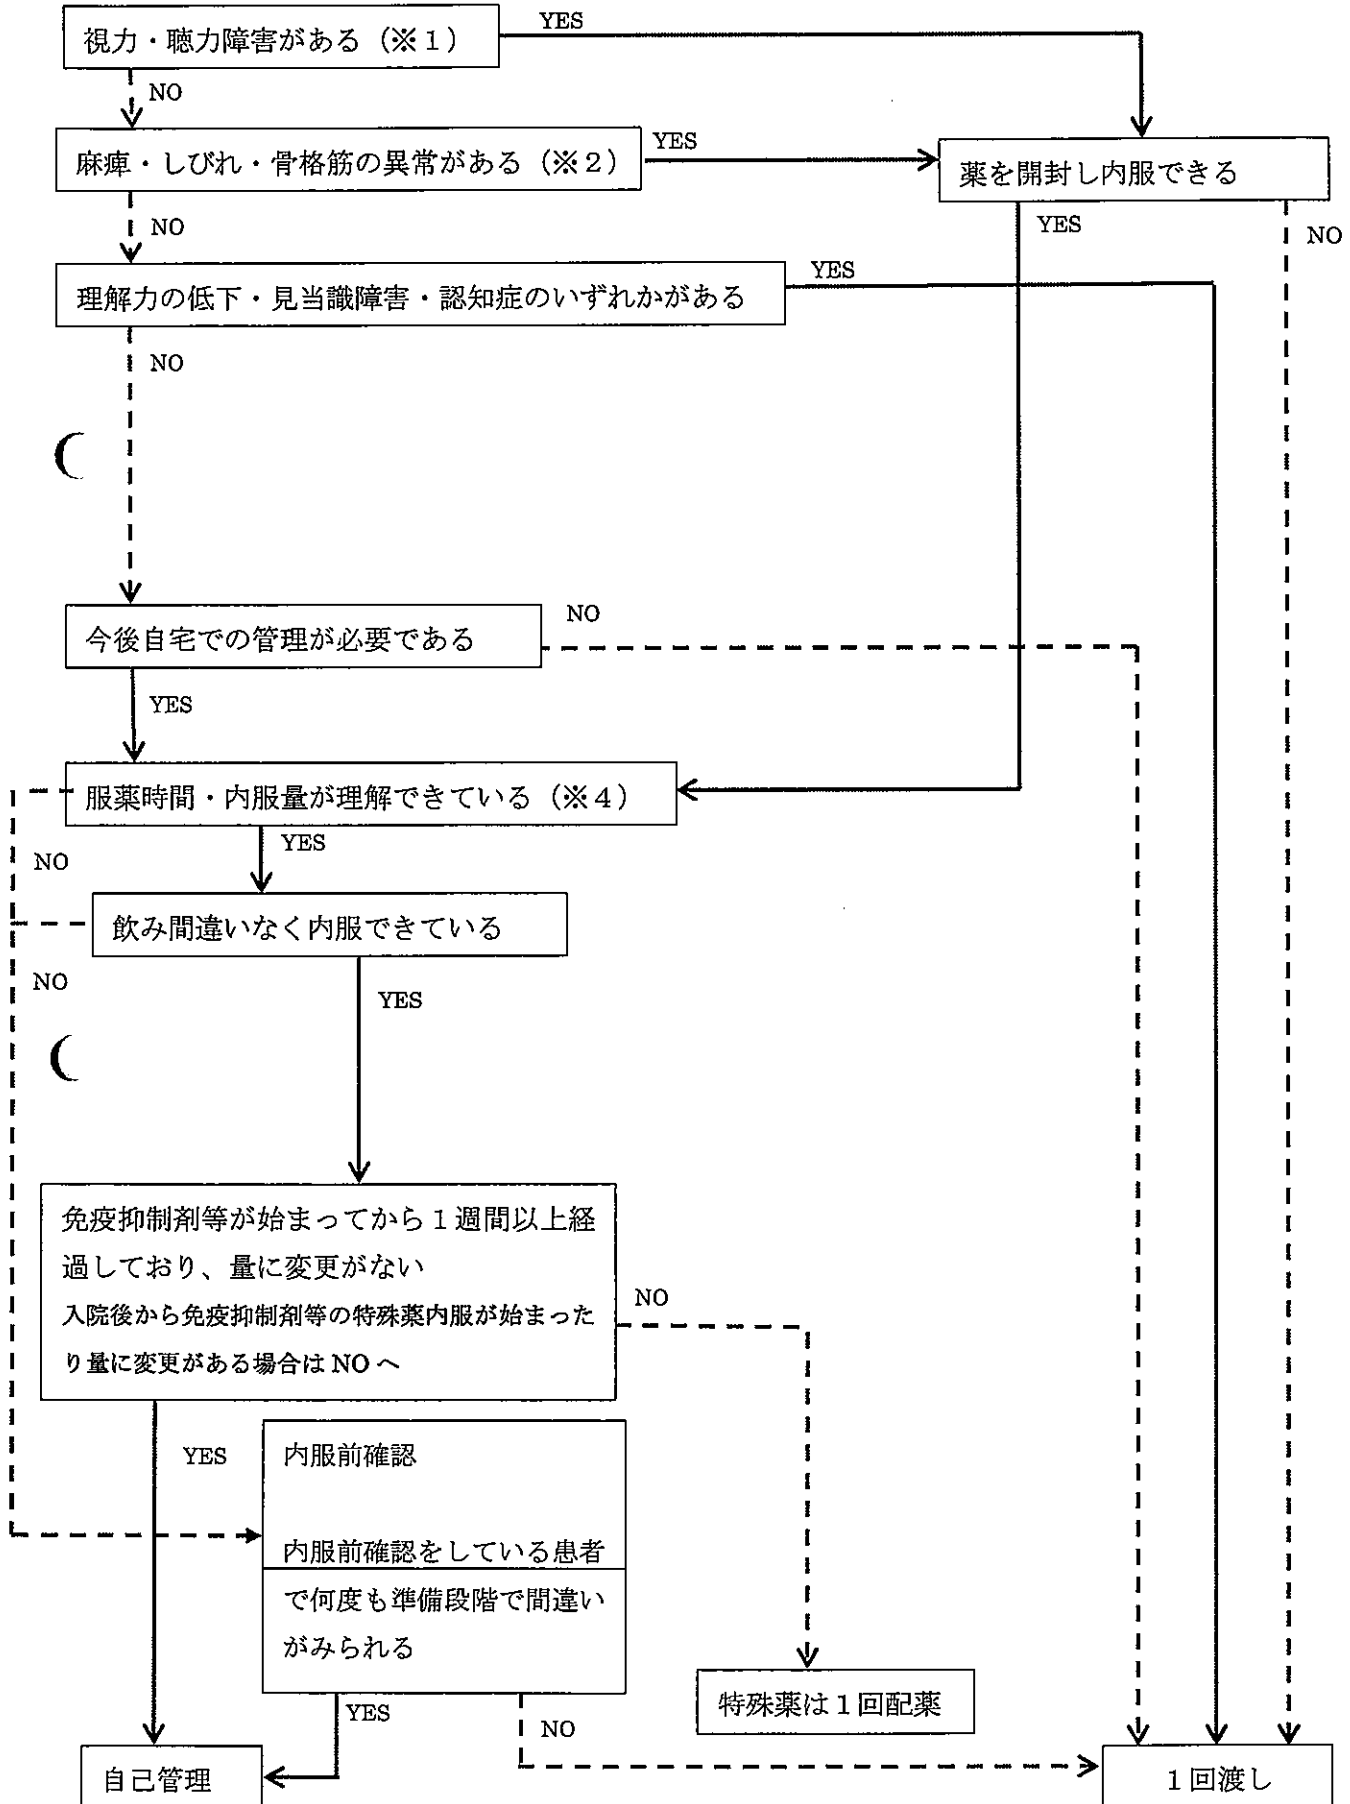 YES
視力・聴力障害がある（※１）
NO
麻痺・しびれ・骨格筋の異常がある（※２）
YES
薬を開封し内服できる
NO
YES
NO
理解力の低下・見当識障害・認知症のいずれかがある
YES
NO
今後自宅での管理が必要である
NO
YES
服薬時間・内服量が理解できている（※４）
YES
NO
飲み間違いなく内服できている
NO
YES
免疫抑制剤等が始まってから１週間以上経
過しており、量に変更がない
入院後から免疫抑制剤等の特殊薬内服が始まった
り量に変更がある場合は NO へ
NO
YES
内服前確認
内服前確認をしている患者
で何度も準備段階で間違い
がみられる
特殊薬は１回配薬
YES
NO
自己管理
１回渡し